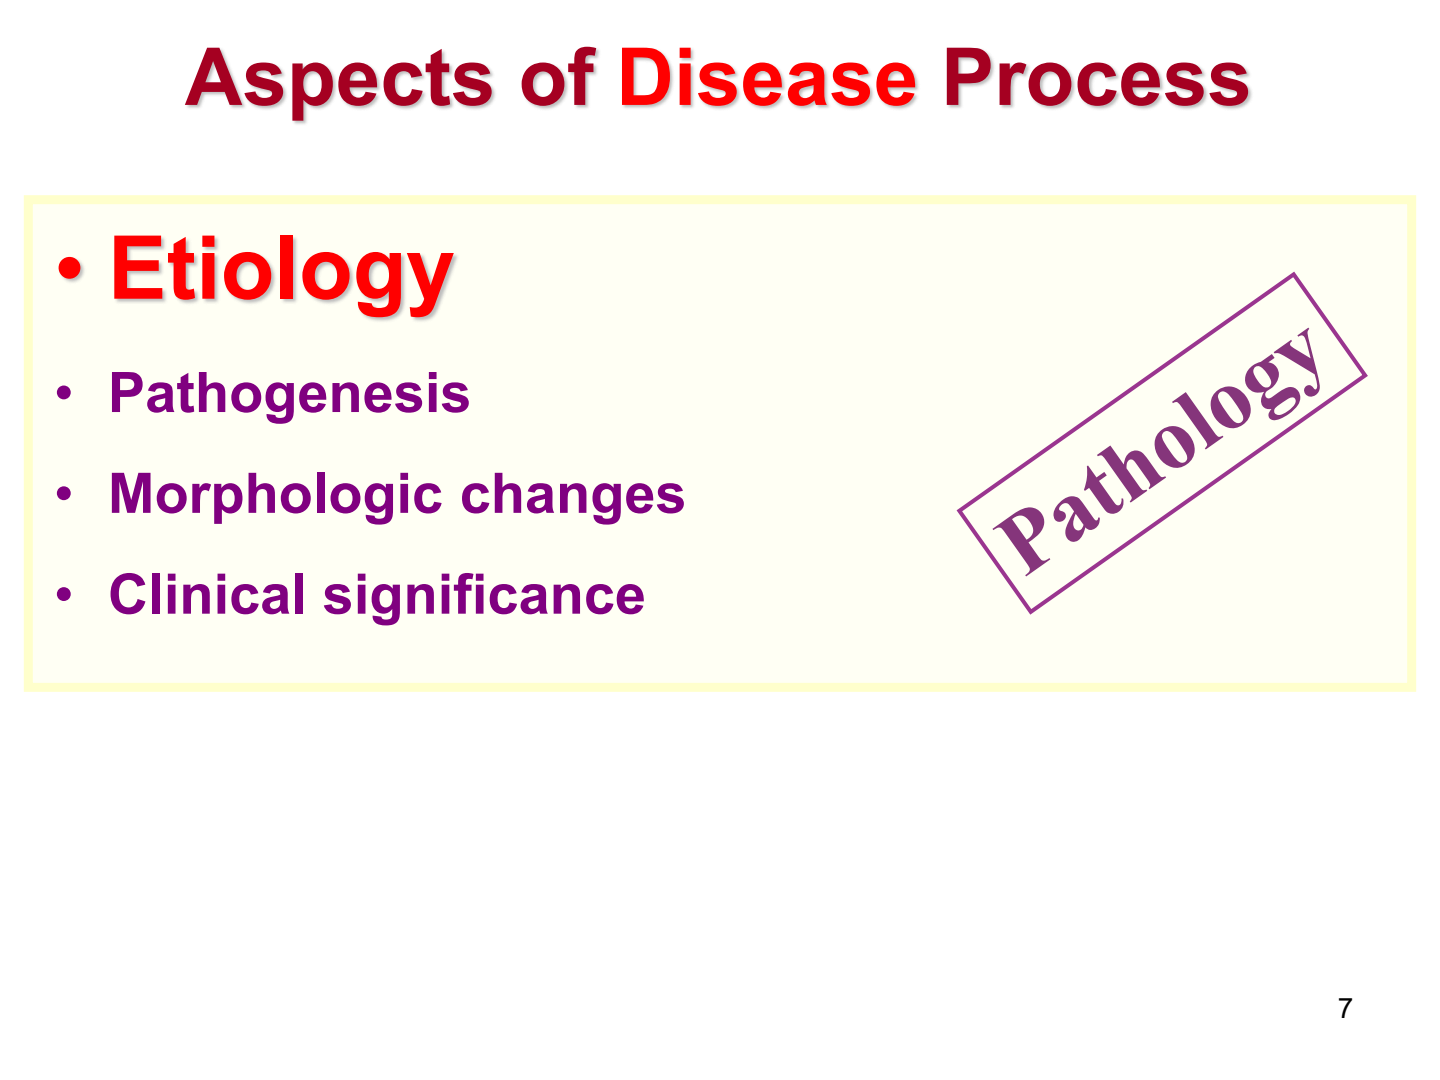 Aspects of Disease Process
• Etiology
• Pathogenesis
• Morphologic changes
• Clinical significance
Pathology
7